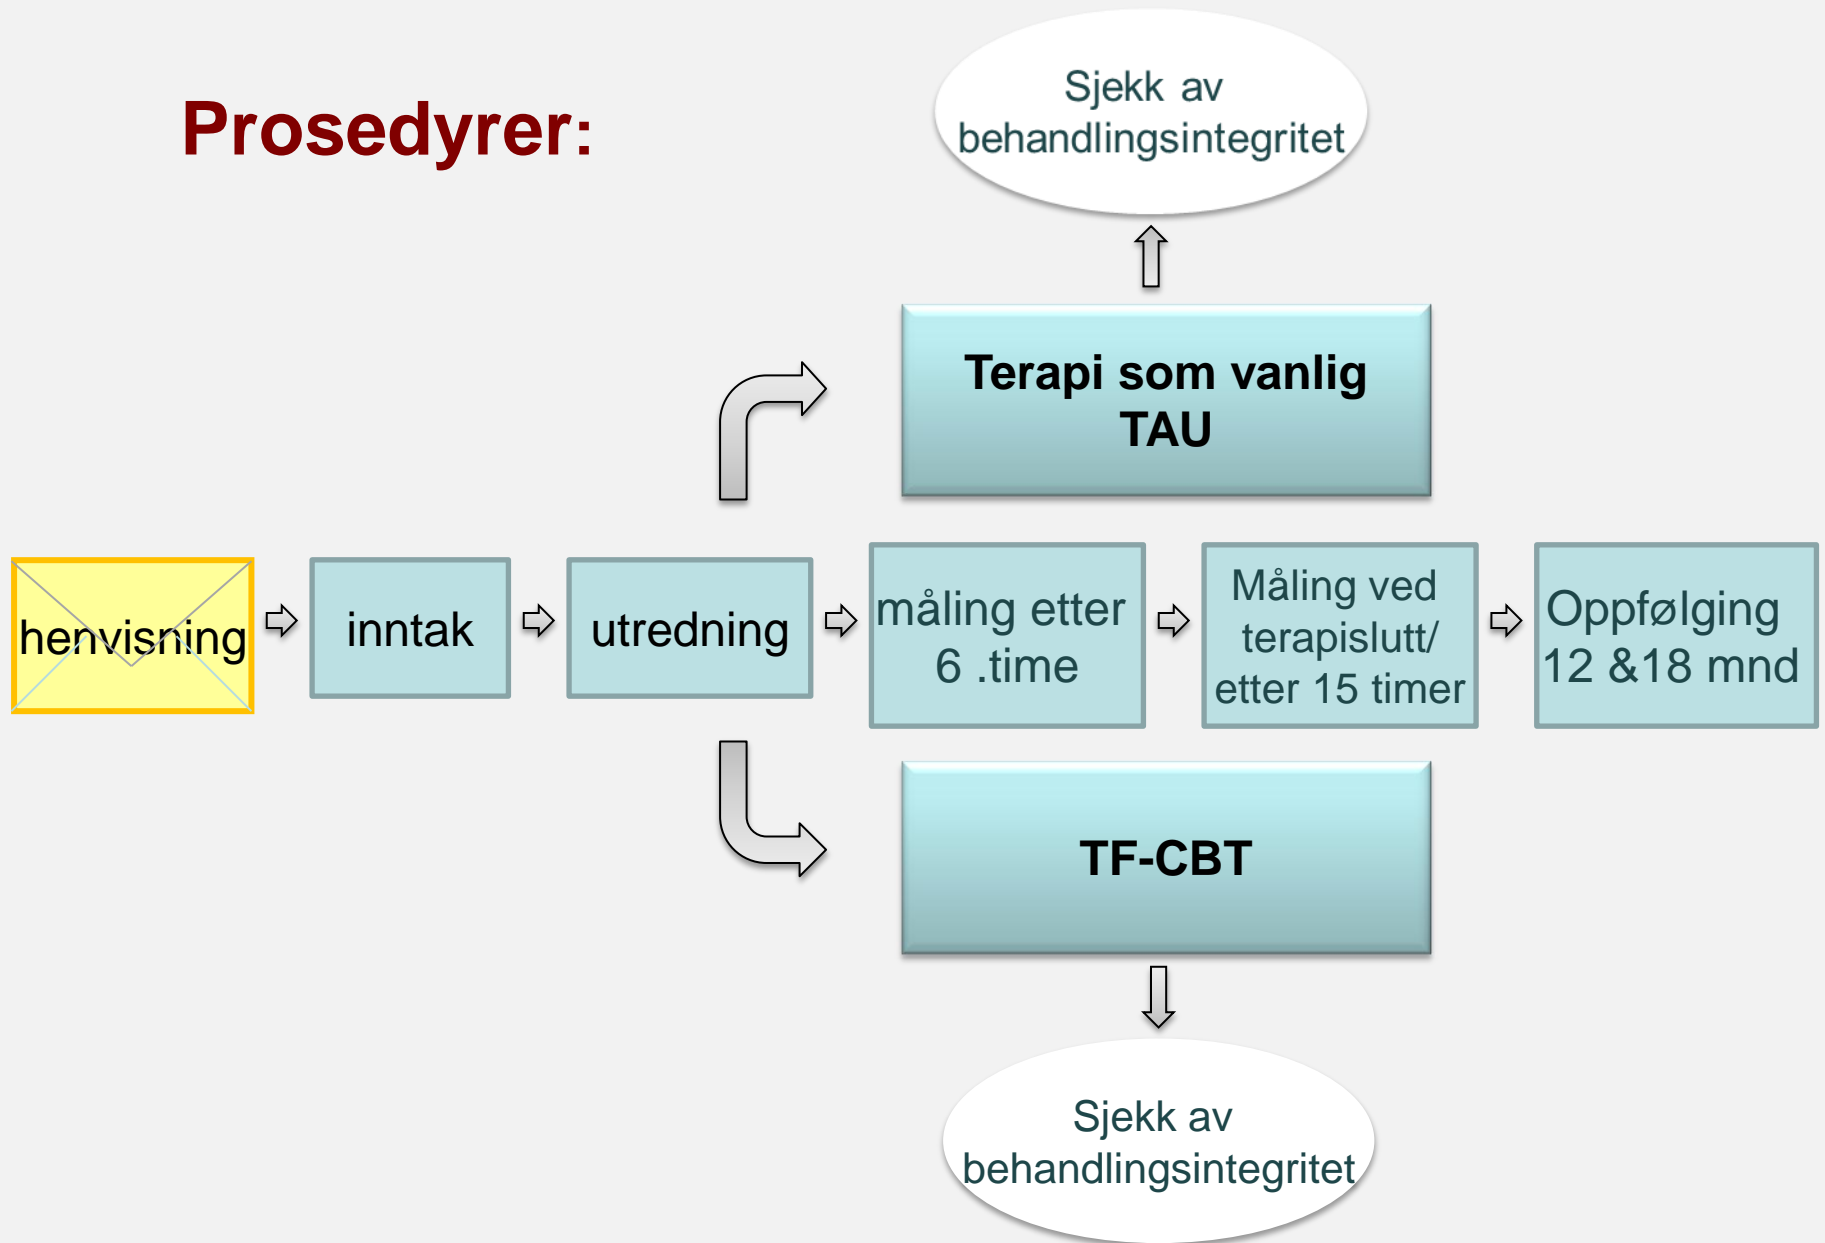 Prosedyrer:
Sjekk av
behandlingsintegritet
Terapi som vanlig
TAU
henvisning
inntak
utredning
måling etter
6 .time
Måling ved
terapislutt/
etter 15 timer
Oppfølging
12 &18 mnd
TF-CBT
Sjekk av
behandlingsintegritet